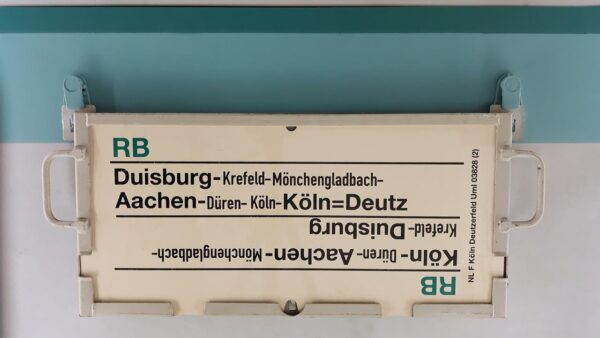 RB
Duisburg-Krefeld-Mönchengladbach-
Aachen-Düren- Köln-Köln=Deutz
RB
Köln- Düren- Aachen- Mönchengladbach-
Krefeld-Duisburg
NL F Köln Deutzerfeld Uml 03828 (2)